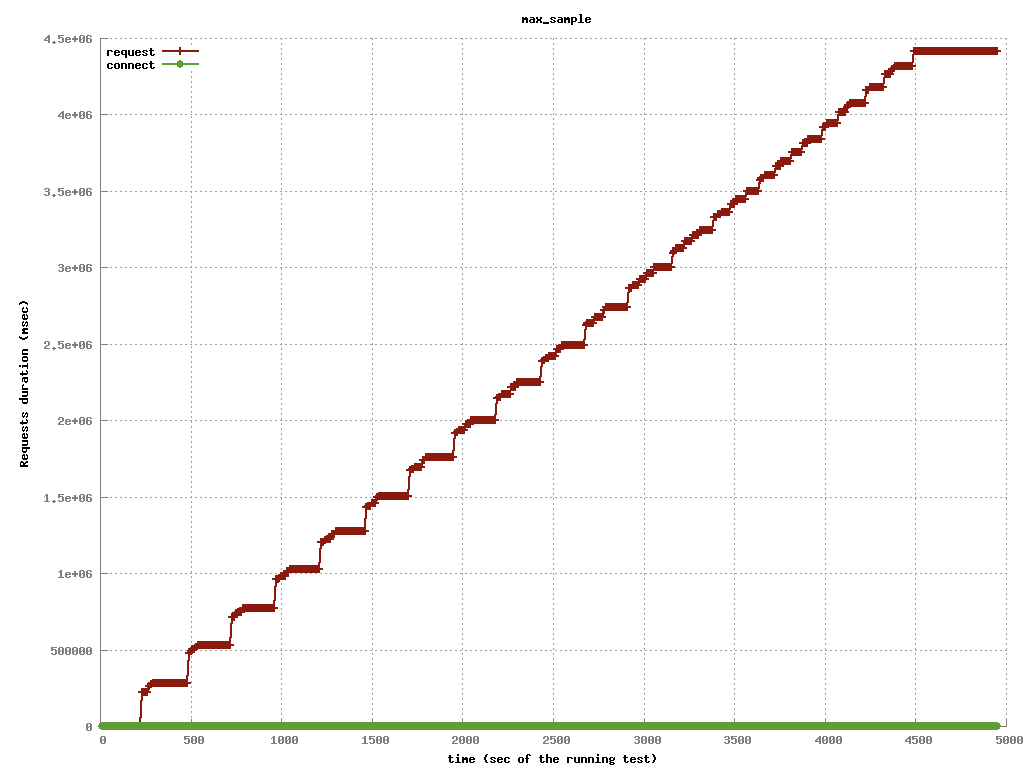 max_sample
4.5e+06
request
connect
4e+06
3.5e+06
3e+06
2.5e+06
2e+06
1.5e+06
1e+06
500000
0
Requests duration (msec)
0 500 1000 1500 2000 2500 3000 3500 4000 4500 5000
time (sec of the running test)